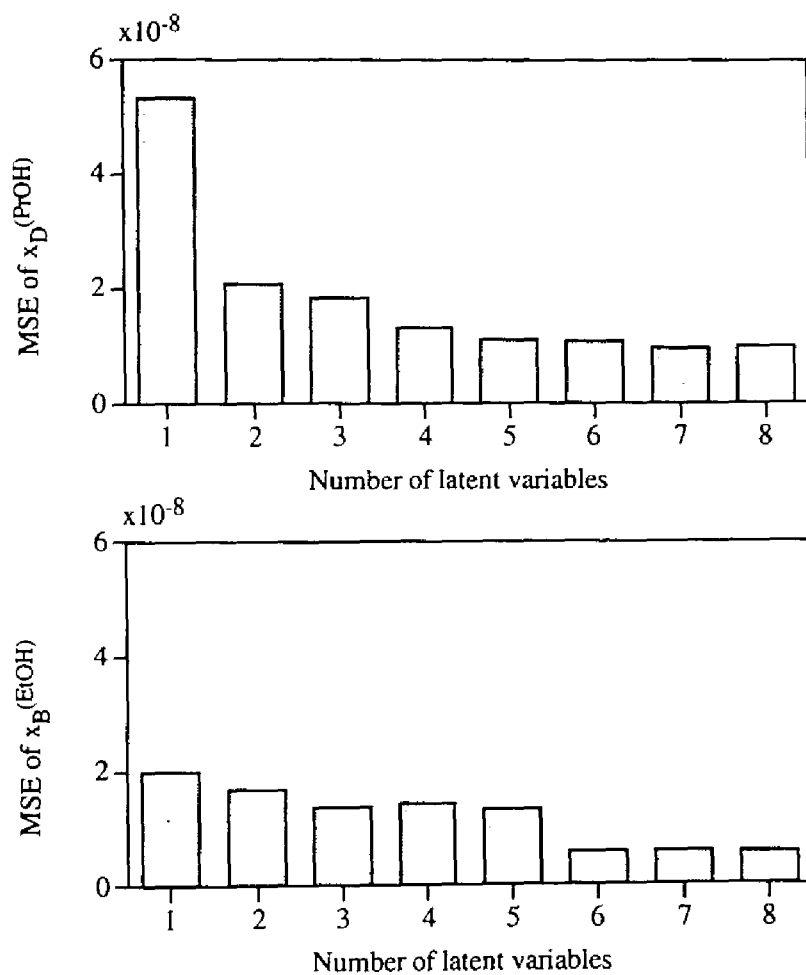 x10-8
6
4
2
0
MSE of xD(PrOH)
1 2 3 4 5 6 7 8
Number of latent variables
x10-8
6
4
2
0
MSE of xB(EtOH)
1 2 3 4 5 6 7 8
Number of latent variables